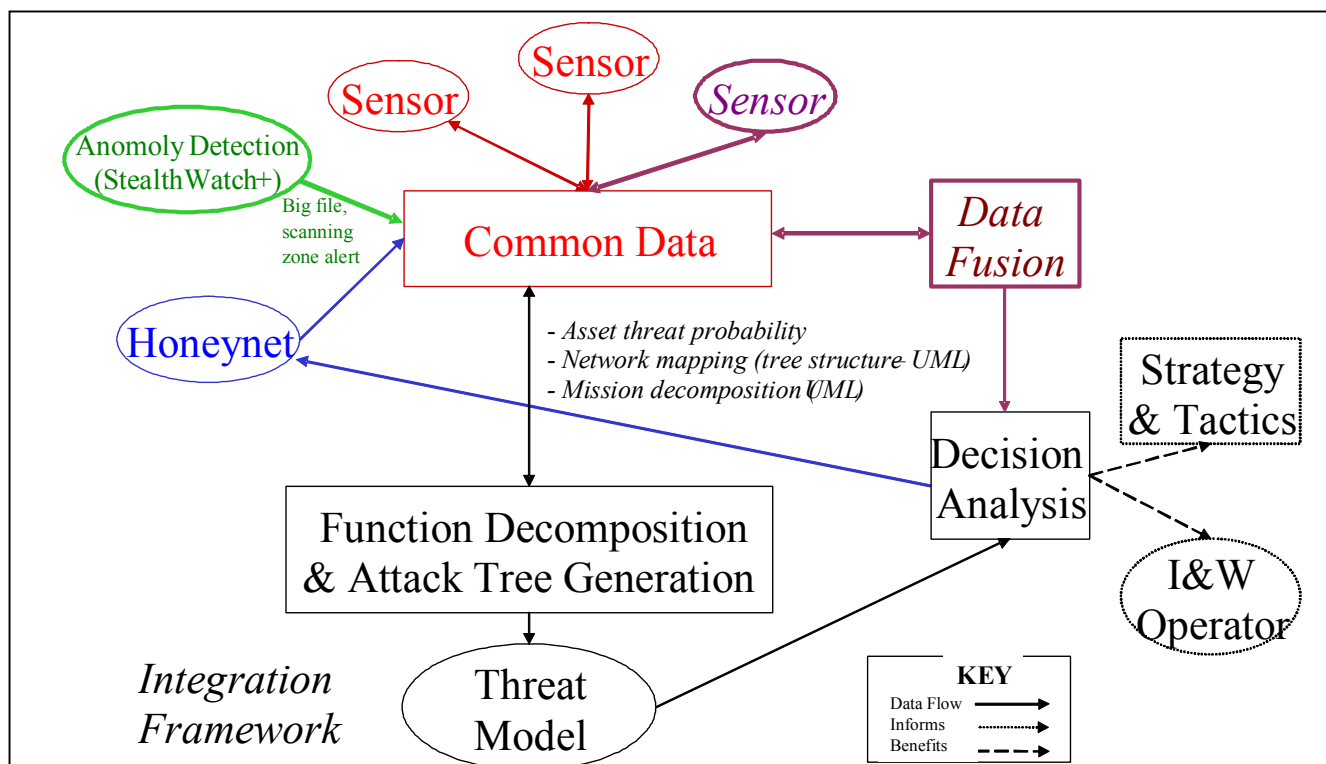 Sensor
Sensor
Sensor
Anomoly Detection
(StealthWatch+)
Big file,
scanning
zone alert
Common Data
Data
Fusion
Honeynet
- Asset threat probability
- Network mapping (tree structure- UML)
- Mission decomposition (UML)
Strategy
& Tactics
Decision
Analysis
Function Decomposition
& Attack Tree Generation
I&W
Operator
Integration
Framework
Threat
Model
KEY
Data Flow
Informs
Benefits